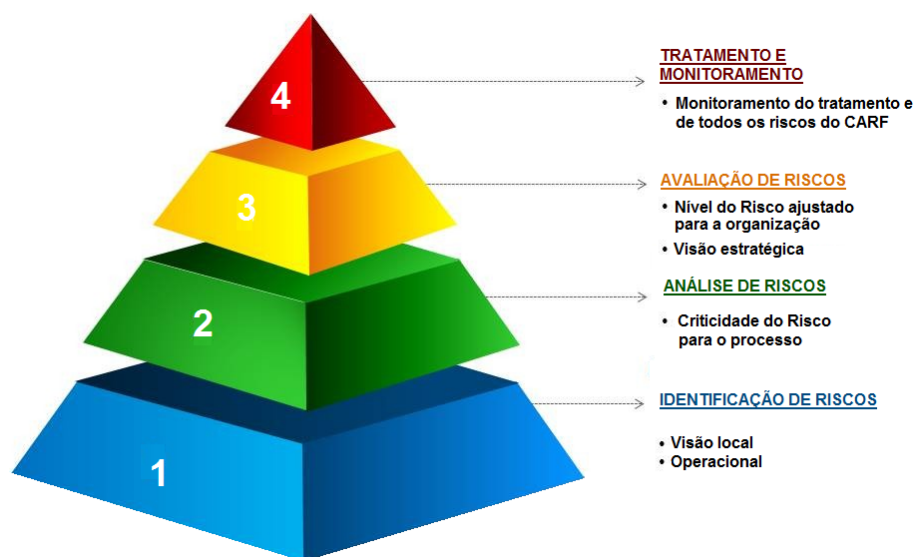 4
TRATAMENTO E
MONITORAMENTO
• Monitoramento do tratamento e
de todos os riscos do CARF
3
AVALIAÇÃO DE RISCOS
• Nível do Risco ajustado
para a organização
• Visão estratégica
2
ANÁLISE DE RISCOS
• Criticidade do Risco
para o processo
1
IDENTIFICAÇÃO DE RISCOS
• Visão local
• Operacional